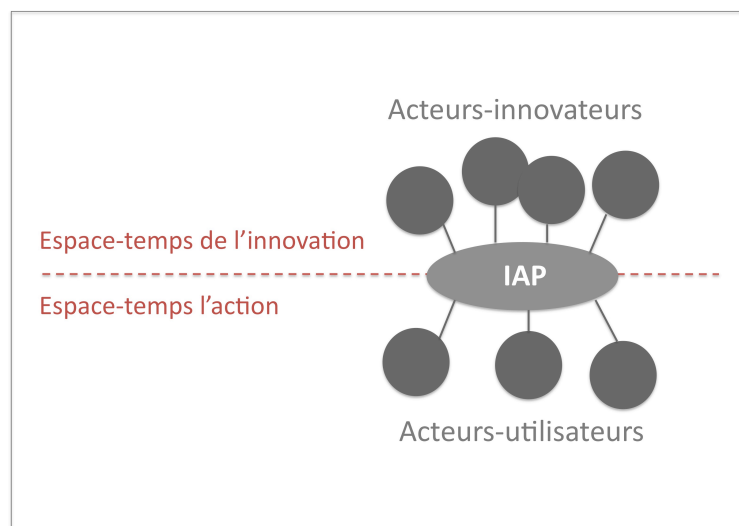 Acteurs-innovateurs
Espace-temps de l’innovation
IAP
Espace-temps l’action
Acteurs-utilisateurs